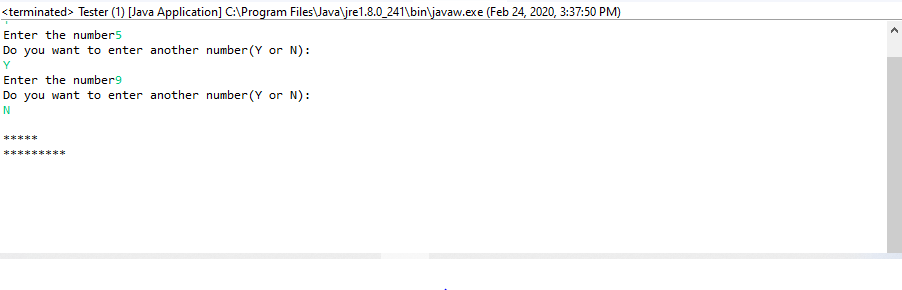 <terminated> Tester (1) [Java Application] C:\Program Files\Java\jre1.8.0_241\bin\javaw.exe (Feb 24, 2020, 3:37:50 PM)
Enter the number5
Do you want to enter another number(Y or N):
Y
Enter the number9
Do you want to enter another number(Y or N):
N
*****
*********